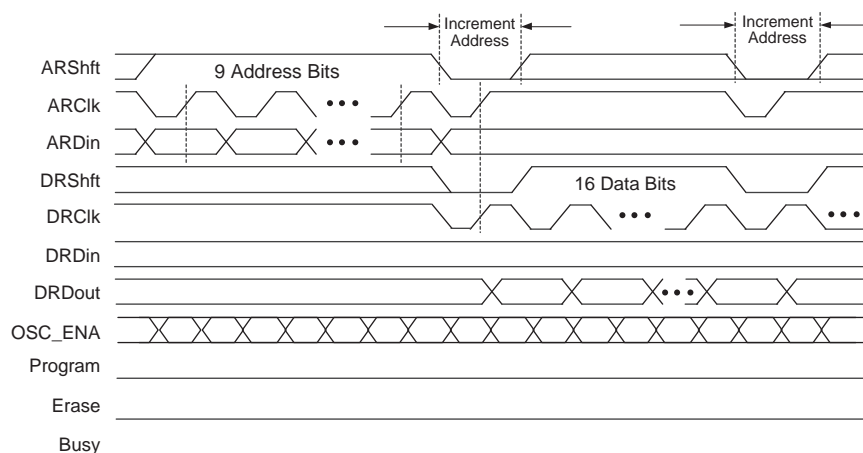 Increment
Address
Increment
Address
ARShft
9 Address Bits
ARClk
ARDin
DRShft
16 Data Bits
DRClk
DRDin
DRDout
OSC_ENA
Program
Erase
Busy